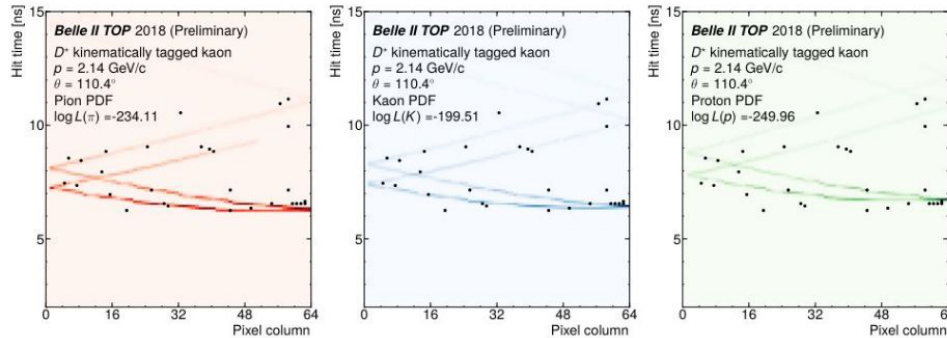 Hit time [ns]
15
10
5
Belle II TOP 2018 (Preliminary)
D⁺ kinematically tagged kaon
p = 2.14 GeV/c
θ = 110.4°
Pion PDF
log L(π) =-234.11
0 16 32 48 64
Pixel column
Hit time [ns]
15
10
5
Belle II TOP 2018 (Preliminary)
D⁺ kinematically tagged kaon
p = 2.14 GeV/c
θ = 110.4°
Kaon PDF
log L(K) =-199.51
0 16 32 48 64
Pixel column
Hit time [ns]
15
10
5
Belle II TOP 2018 (Preliminary)
D⁺ kinematically tagged kaon
p = 2.14 GeV/c
θ = 110.4°
Proton PDF
log L(p) =-249.96
0 16 32 48
Pixel column